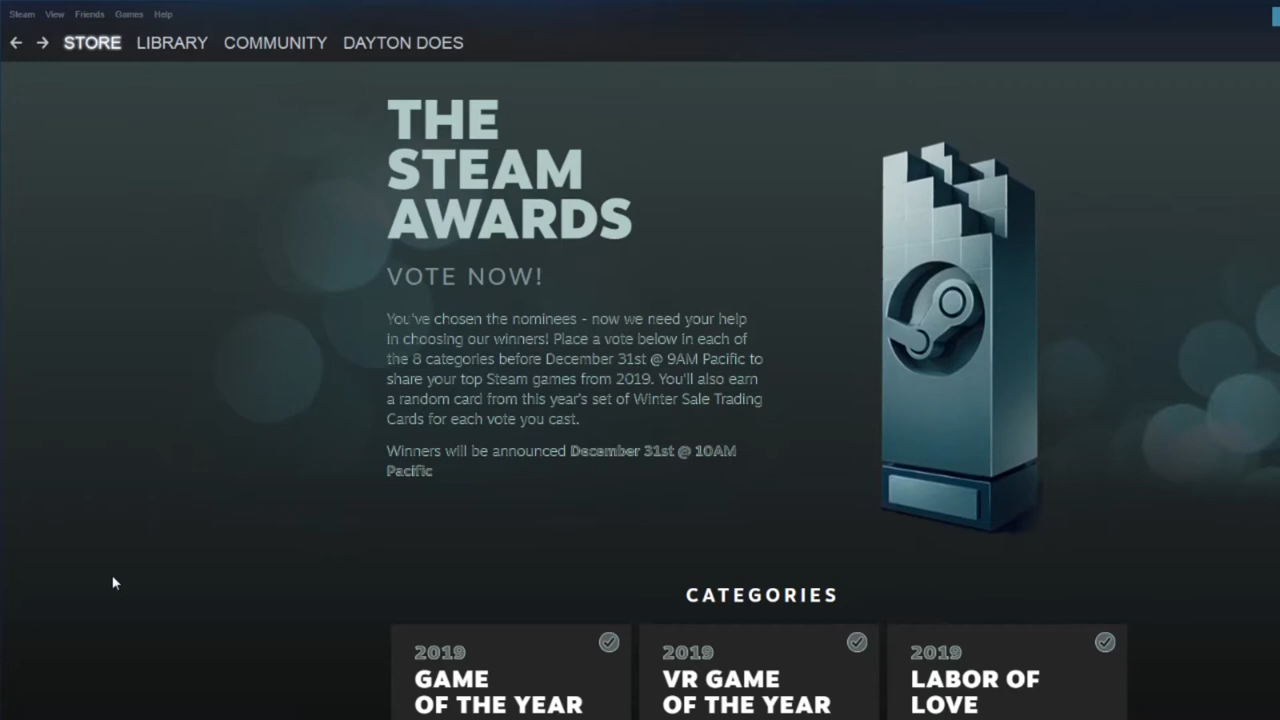 Steam View Friends Games Help
STORE LIBRARY COMMUNITY DAYTON DOES
THE
STEAM
AWARDS
VOTE NOW!
You've chosen the nominees - now we need your help
in choosing our winners! Place a vote below in each of
the 8 categories before December 31st @ 9AM Pacific to
share your top Steam games from 2019. You'll also earn
a random card from this year's set of Winter Sale Trading
Cards for each vote you cast.
Winners will be announced December 31st @ 10AM
Pacific
CATEGORIES
2019
GAME
OF THE YEAR
2019
VR GAME
OF THE YEAR
2019
LABOR OF
LOVE